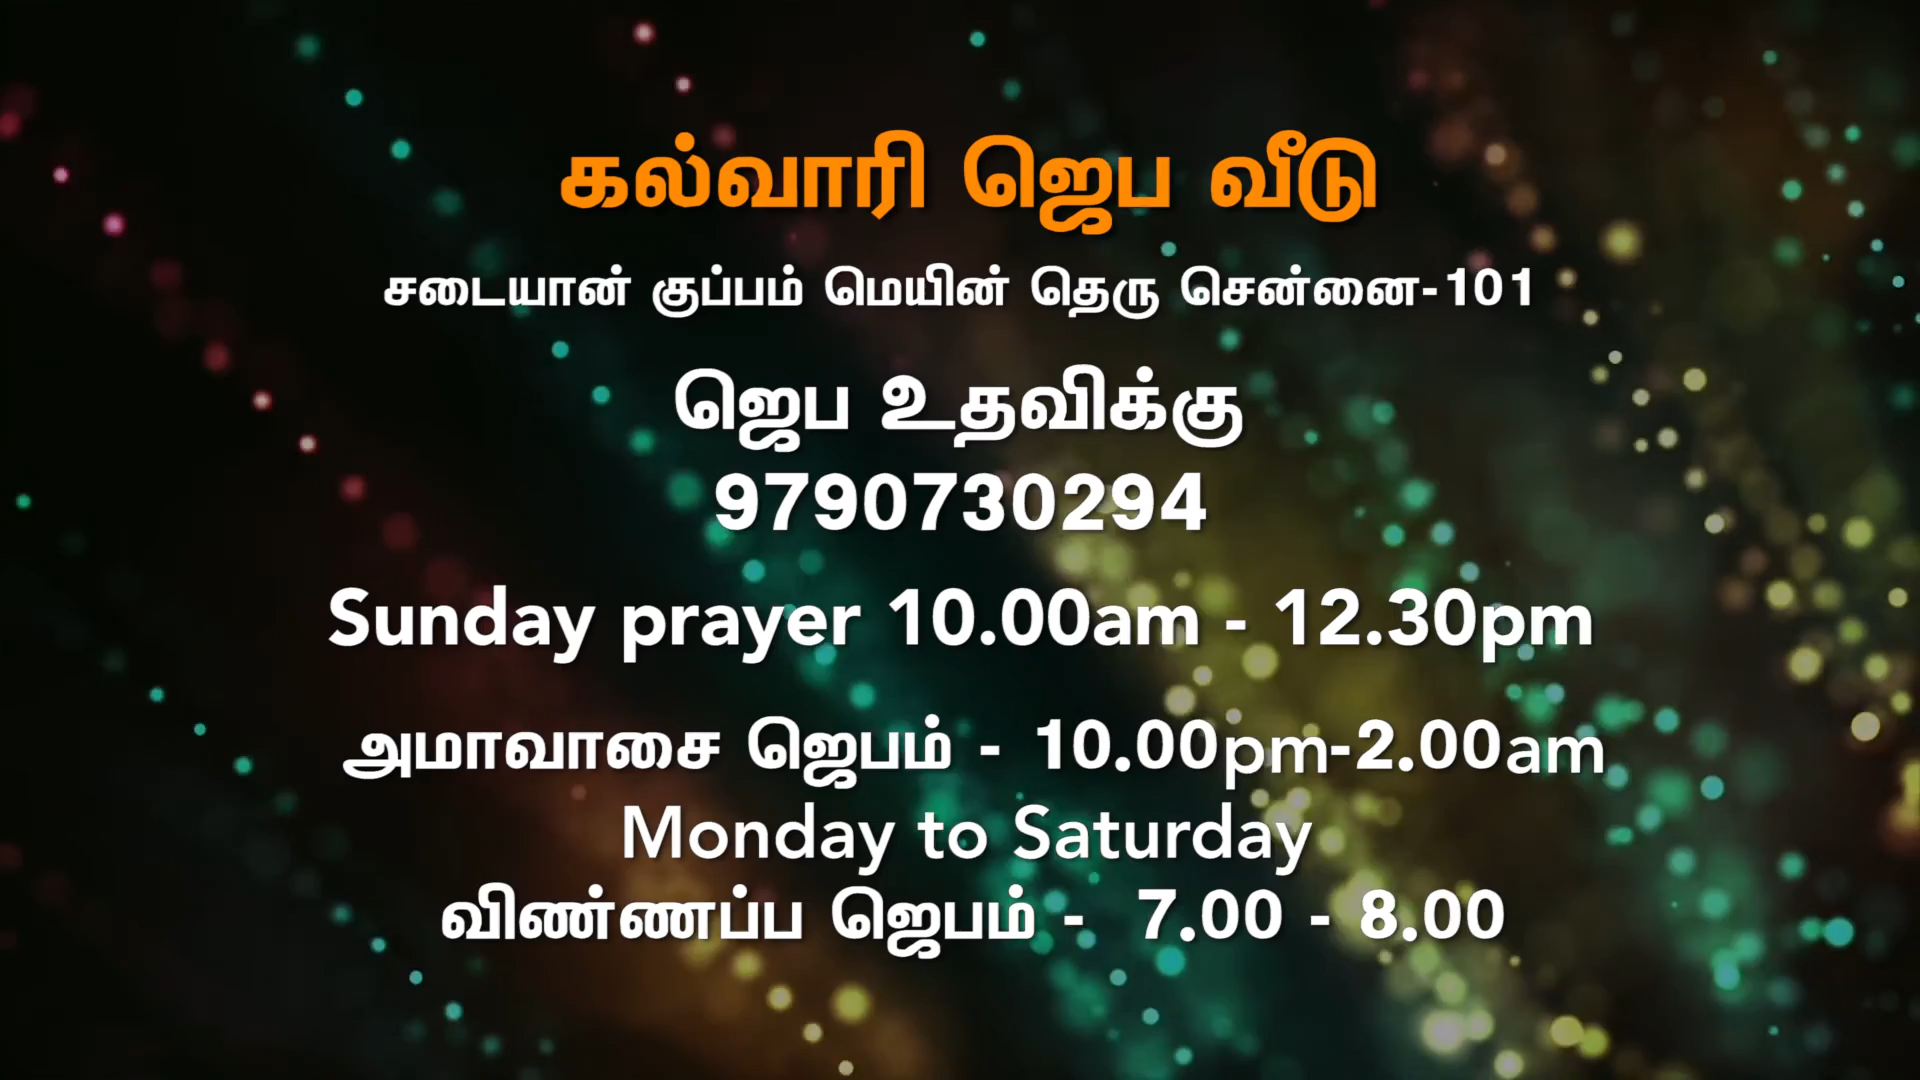 கல்வாரி ஜெப வீடு
சடையான் குப்பம் மெயின் தெரு சென்னை-101
ஜெப உதவிக்கு
9790730294
Sunday prayer 10.00am - 12.30pm
அமாவாசை ஜெபம் - 10.00pm-2.00am
Monday to Saturday
விண்ணப்ப ஜெபம் - 7.00 - 8.00